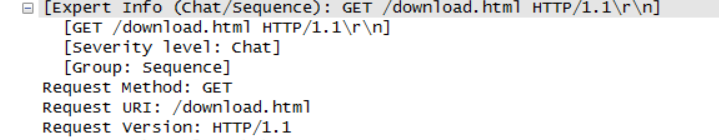 [Expert Info (Chat/Sequence): GET /download.html HTTP/1.1\r\n]
[GET /download.html HTTP/1.1\r\n]
[Severity level: Chat]
[Group: Sequence]
Request Method: GET
Request URI: /download.html
Request Version: HTTP/1.1